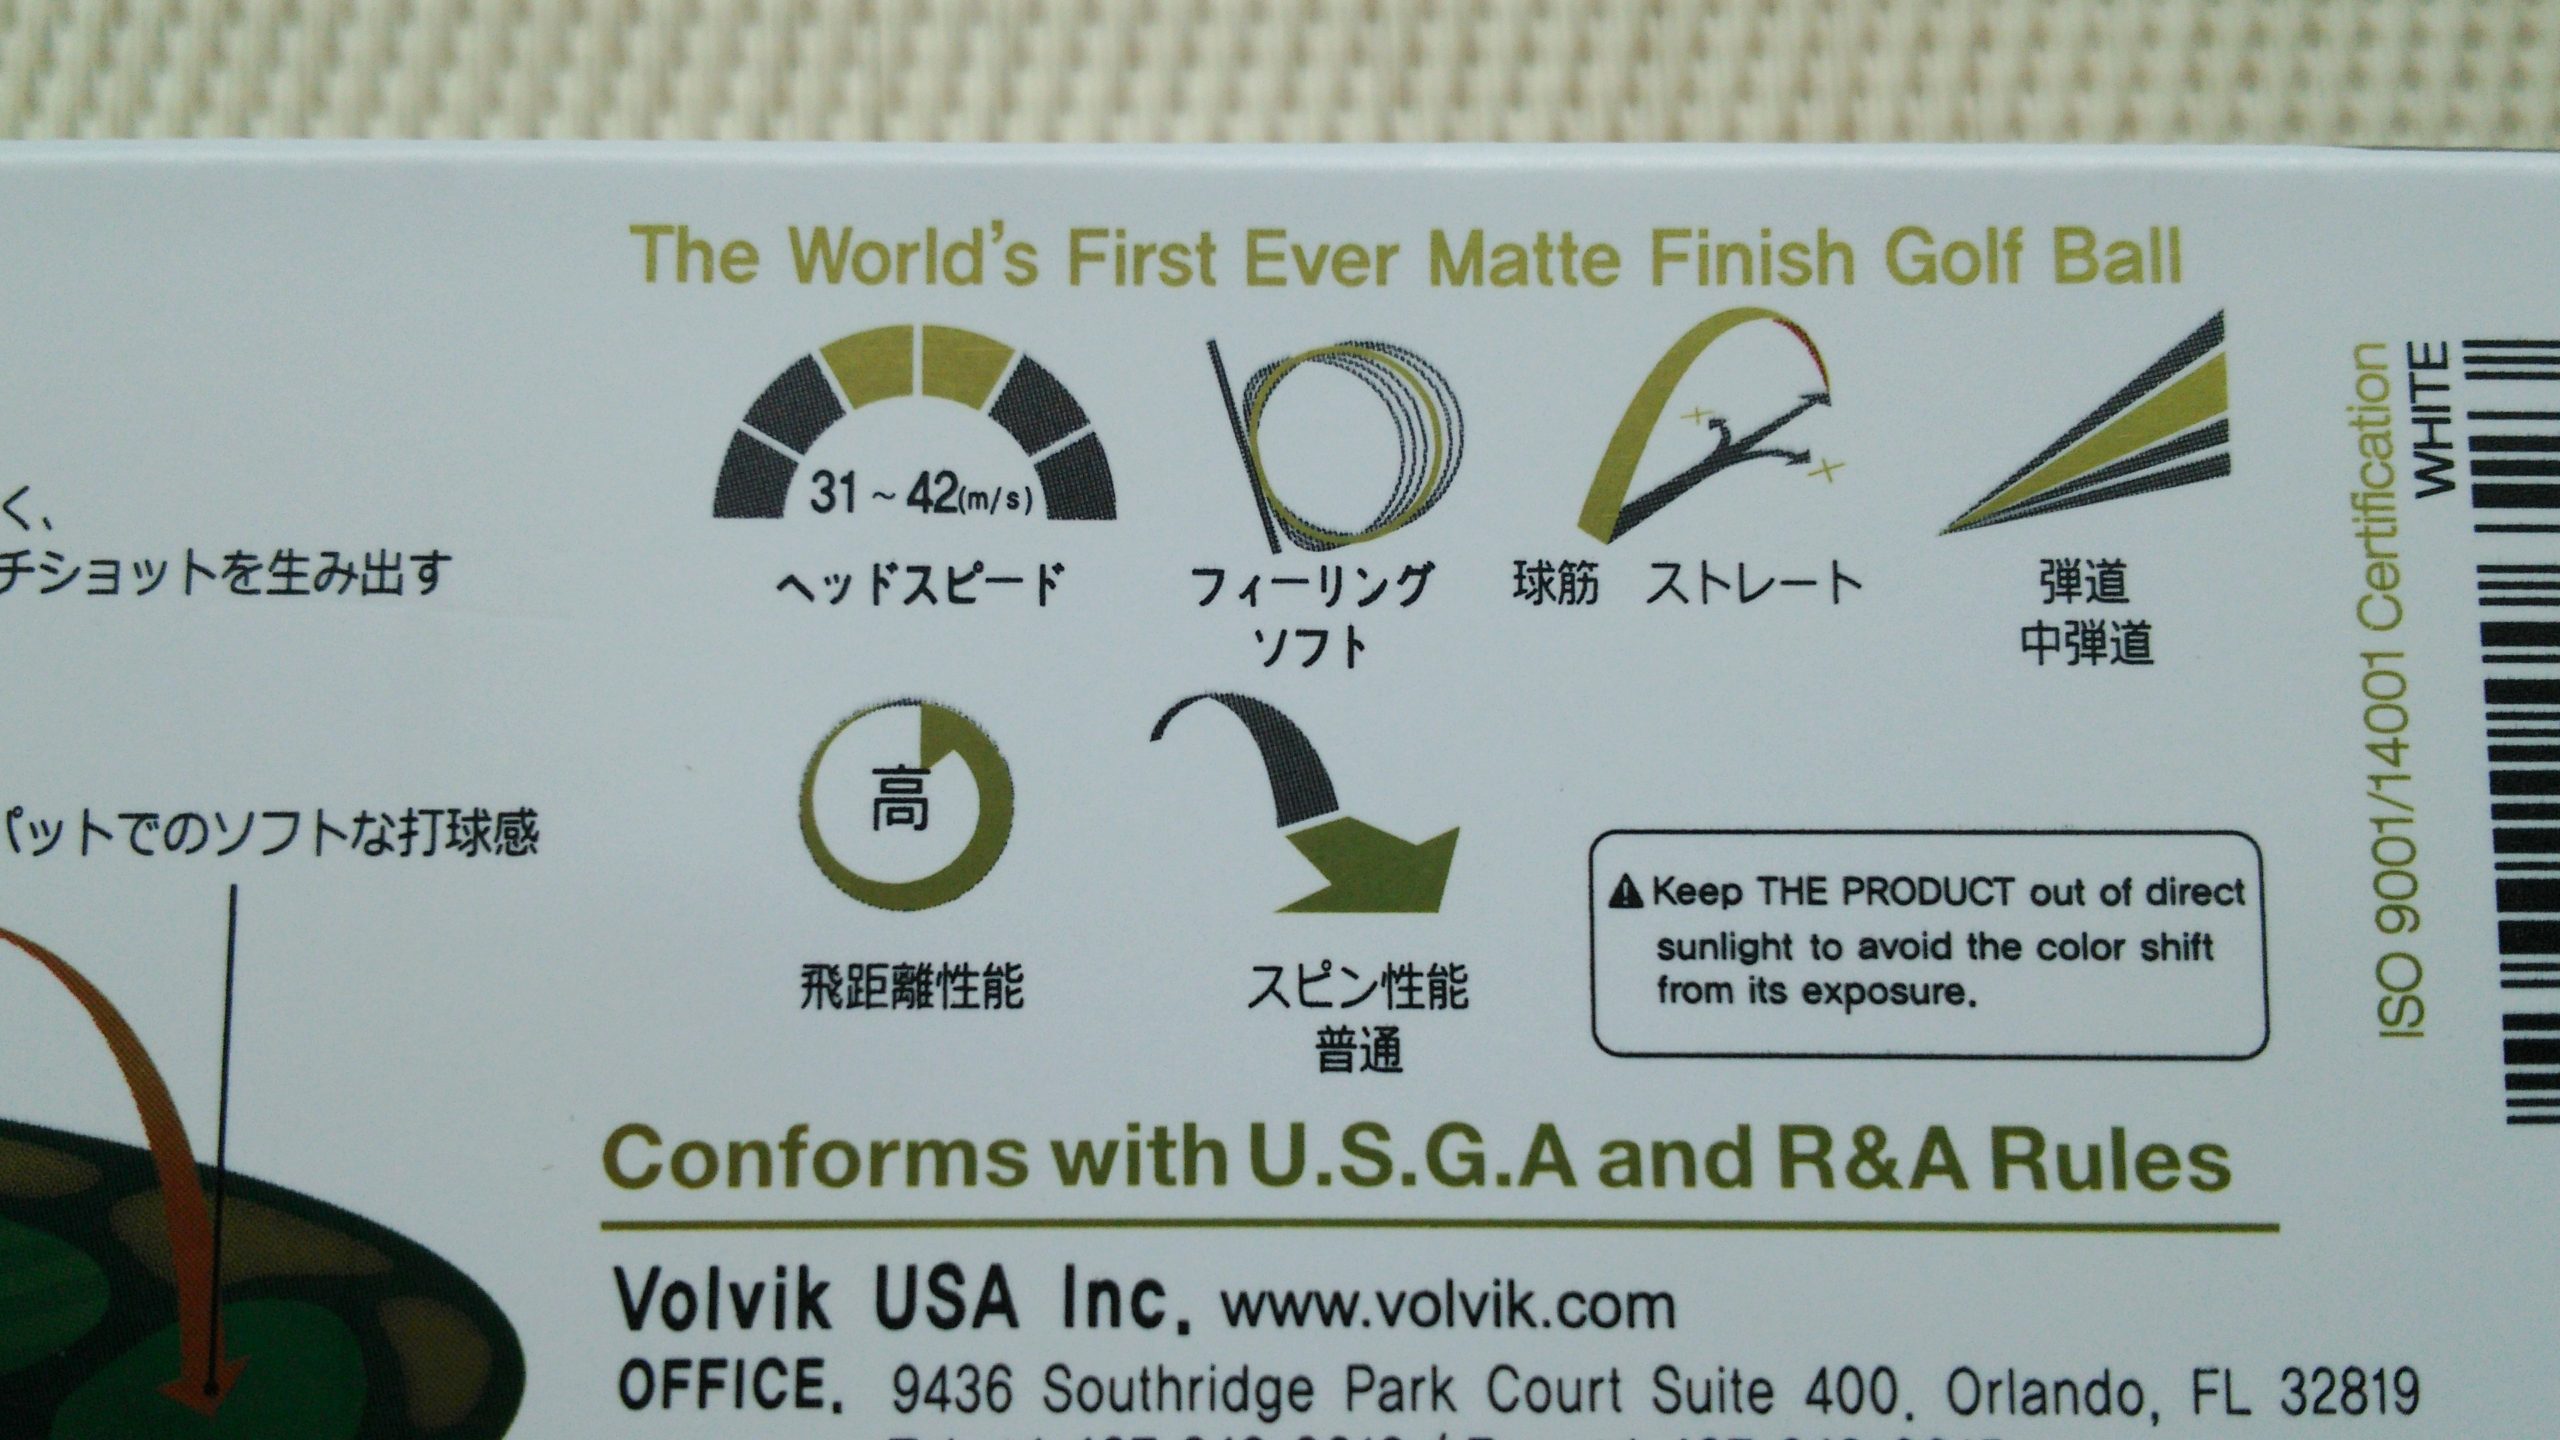 The World's First Ever Matte Finish Golf Ball
31 ~ 42(m/s)
ヘッドスピード
フィーリング
ソフト
球筋 ストレート
弾道
中弾道
く、
チショットを生み出す
高
飛距離性能
スピン性能
普通
パットでのソフトな打球感
⚠ Keep THE PRODUCT out of direct
sunlight to avoid the color shift
from its exposure.
Conforms with U.S.G.A and R&A Rules
Volvik USA Inc. www.volvik.com
OFFICE. 9436 Southridge Park Court Suite 400, Orlando, FL 32819
ISO 9001/14001 Certification
WHITE